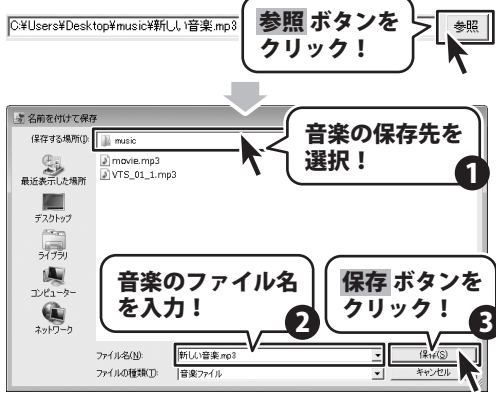 C:¥Users¥Desktop¥music¥新しい音楽.mp3
参照 ボタンを
クリック！
参照
名前を付けて保存
保存する場所(I):
music
音楽の保存先を
選択！
1
movie.mp3
VTS_01_1.mp3
最近表示した場所
デスクトップ
ライブラリ
コンピューター
ネットワーク
音楽のファイル名
を入力！
2
保存 ボタンを
クリック！
3
ファイル名(N):
新しい音楽.mp3
保存(S)
ファイルの種類(T):
音楽ファイル
キャンセル